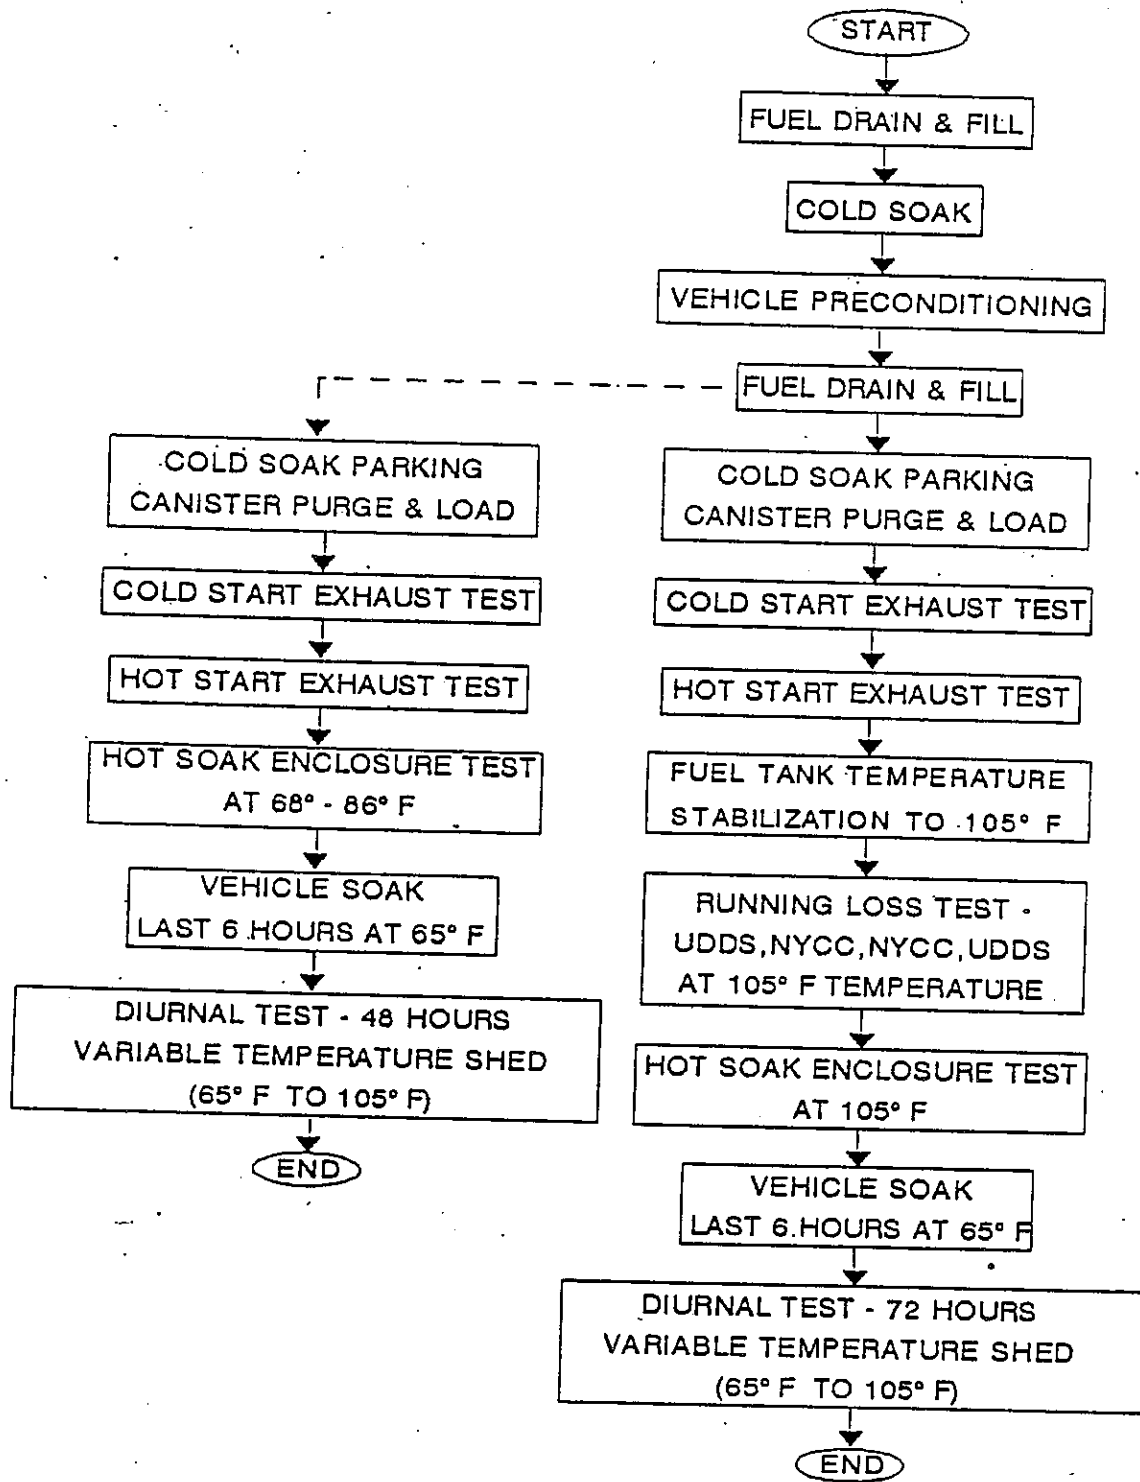 START
FUEL DRAIN & FILL
COLD SOAK
VEHICLE PRECONDITIONING
FUEL DRAIN & FILL
COLD SOAK PARKING
CANISTER PURGE & LOAD
COLD START EXHAUST TEST
HOT START EXHAUST TEST
HOT SOAK ENCLOSURE TEST
AT 68° - 86° F
VEHICLE SOAK
LAST 6 HOURS AT 65° F
DIURNAL TEST - 48 HOURS
VARIABLE TEMPERATURE SHED
(65° F TO 105° F)
END
COLD SOAK PARKING
CANISTER PURGE & LOAD
COLD START EXHAUST TEST
HOT START EXHAUST TEST
FUEL TANK TEMPERATURE
STABILIZATION TO 105° F
RUNNING LOSS TEST -
UDDS,NYCC,NYCC,UDDS
AT 105° F TEMPERATURE
HOT SOAK ENCLOSURE TEST
AT 105° F
VEHICLE SOAK
LAST 6 HOURS AT 65° F
DIURNAL TEST - 72 HOURS
VARIABLE TEMPERATURE SHED
(65° F TO 105° F)
END